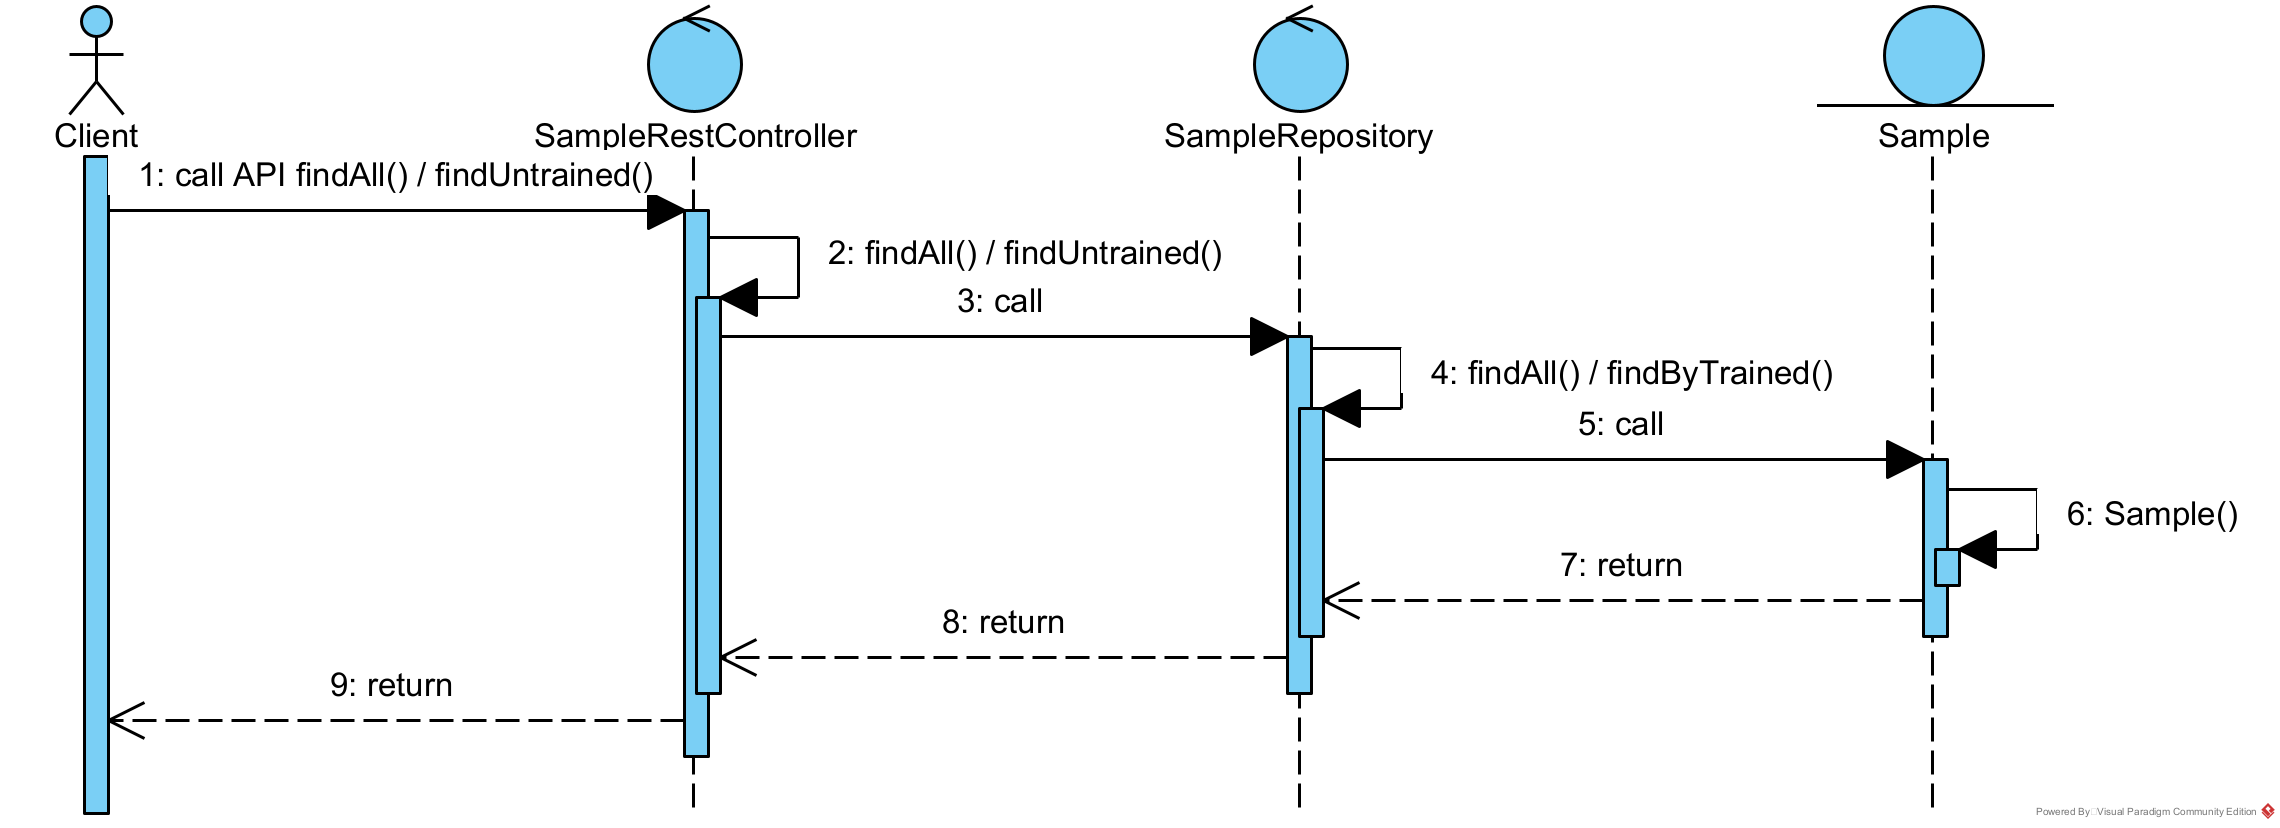 Client
SampleRestController
SampleRepository
Sample
1: call API findAll() / findUntrained()
2: findAll() / findUntrained()
3: call
4: findAll() / findByTrained()
5: call
6: Sample()
7: return
8: return
9: return
Powered By Visual Paradigm Community Edition